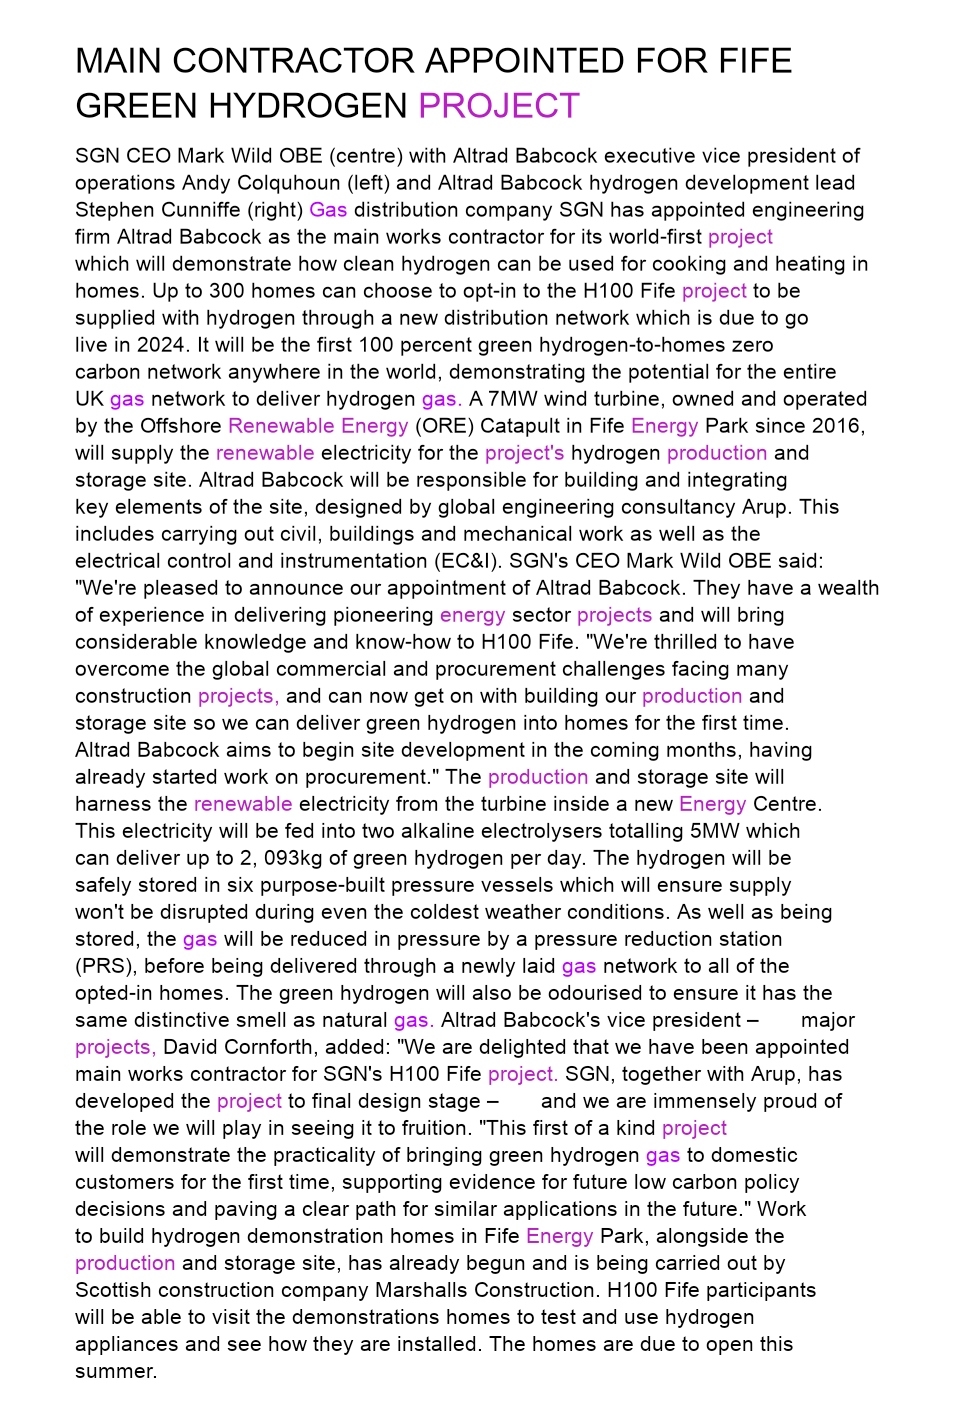 MAIN CONTRACTOR APPOINTED FOR FIFE
GREEN HYDROGEN PROJECT
SGN CEO Mark Wild OBE (centre) with Altrad Babcock executive vice president of
operations Andy Colquhoun (left) and Altrad Babcock hydrogen development lead
Stephen Cunniffe (right) Gas distribution company SGN has appointed engineering
firm Altrad Babcock as the main works contractor for its world-first project
which will demonstrate how clean hydrogen can be used for cooking and heating in
homes. Up to 300 homes can choose to opt-in to the H100 Fife project to be
supplied with hydrogen through a new distribution network which is due to go
live in 2024. It will be the first 100 percent green hydrogen-to-homes zero
carbon network anywhere in the world, demonstrating the potential for the entire
UK gas network to deliver hydrogen gas. A 7MW wind turbine, owned and operated
by the Offshore Renewable Energy (ORE) Catapult in Fife Energy Park since 2016,
will supply the renewable electricity for the project's hydrogen production and
storage site. Altrad Babcock will be responsible for building and integrating
key elements of the site, designed by global engineering consultancy Arup. This
includes carrying out civil, buildings and mechanical work as well as the
electrical control and instrumentation (EC&I). SGN's CEO Mark Wild OBE said:
"We're pleased to announce our appointment of Altrad Babcock. They have a wealth
of experience in delivering pioneering energy sector projects and will bring
considerable knowledge and know-how to H100 Fife. "We're thrilled to have
overcome the global commercial and procurement challenges facing many
construction projects, and can now get on with building our production and
storage site so we can deliver green hydrogen into homes for the first time.
Altrad Babcock aims to begin site development in the coming months, having
already started work on procurement." The production and storage site will
harness the renewable electricity from the turbine inside a new Energy Centre.
This electricity will be fed into two alkaline electrolysers totalling 5MW which
can deliver up to 2, 093kg of green hydrogen per day. The hydrogen will be
safely stored in six purpose-built pressure vessels which will ensure supply
won't be disrupted during even the coldest weather conditions. As well as being
stored, the gas will be reduced in pressure by a pressure reduction station
(PRS), before being delivered through a newly laid gas network to all of the
opted-in homes. The green hydrogen will also be odourised to ensure it has the
same distinctive smell as natural gas. Altrad Babcock's vice president – major
projects, David Cornforth, added: "We are delighted that we have been appointed
main works contractor for SGN's H100 Fife project. SGN, together with Arup, has
developed the project to final design stage – and we are immensely proud of
the role we will play in seeing it to fruition. "This first of a kind project
will demonstrate the practicality of bringing green hydrogen gas to domestic
customers for the first time, supporting evidence for future low carbon policy
decisions and paving a clear path for similar applications in the future." Work
to build hydrogen demonstration homes in Fife Energy Park, alongside the
production and storage site, has already begun and is being carried out by
Scottish construction company Marshalls Construction. H100 Fife participants
will be able to visit the demonstrations homes to test and use hydrogen
appliances and see how they are installed. The homes are due to open this
summer.